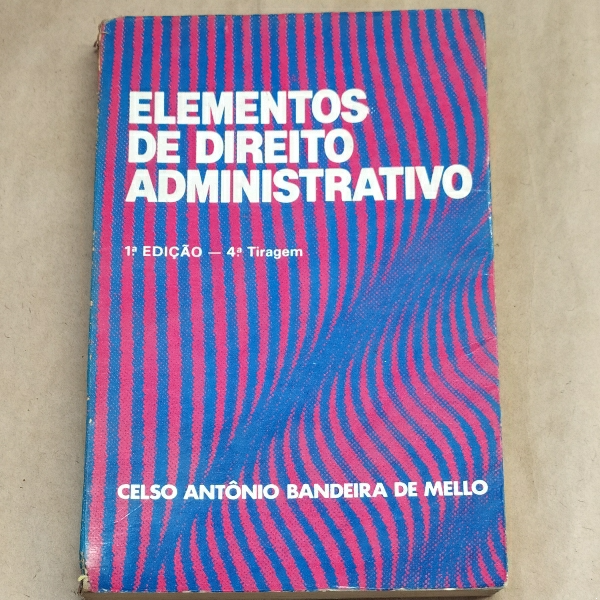 ELEMENTOS
DE DIREITO
ADMINISTRATIVO
1ª EDIÇÃO — 4ª Tiragem
CELSO ANTÔNIO BANDEIRA DE MELLO